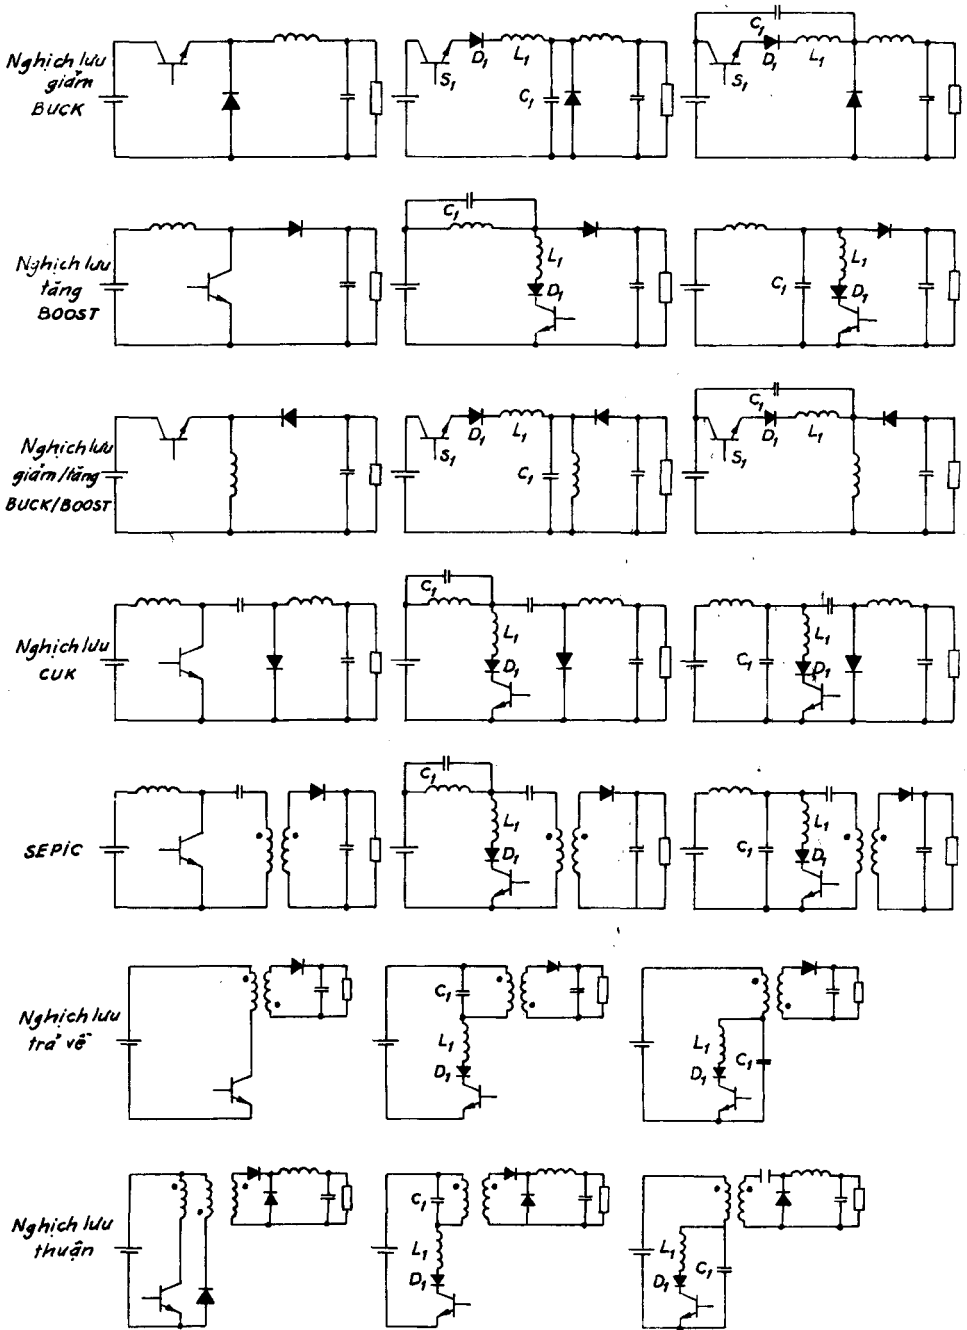 Nghịch lưu
giảm
BUCK
S₁
D₁
L₁
C₁
C₁
S₁
D₁
L₁
Nghịch lưu
tăng
BOOST
C₁
L₁
D₁
C₁
L₁
D₁
Nghịch lưu
giảm/tăng
BUCK/BOOST
S₁
D₁
L₁
C₁
C₁
S₁
D₁
L₁
Nghịch lưu
CUK
C₁
L₁
D₁
C₁
L₁
D₁
SEPIC
C₁
L₁
D₁
C₁
L₁
D₁
Nghịch lưu
trả về
C₁
L₁
D₁
L₁
D₁
C₁
Nghịch lưu
thuận
C₁
L₁
D₁
L₁
D₁
C₁